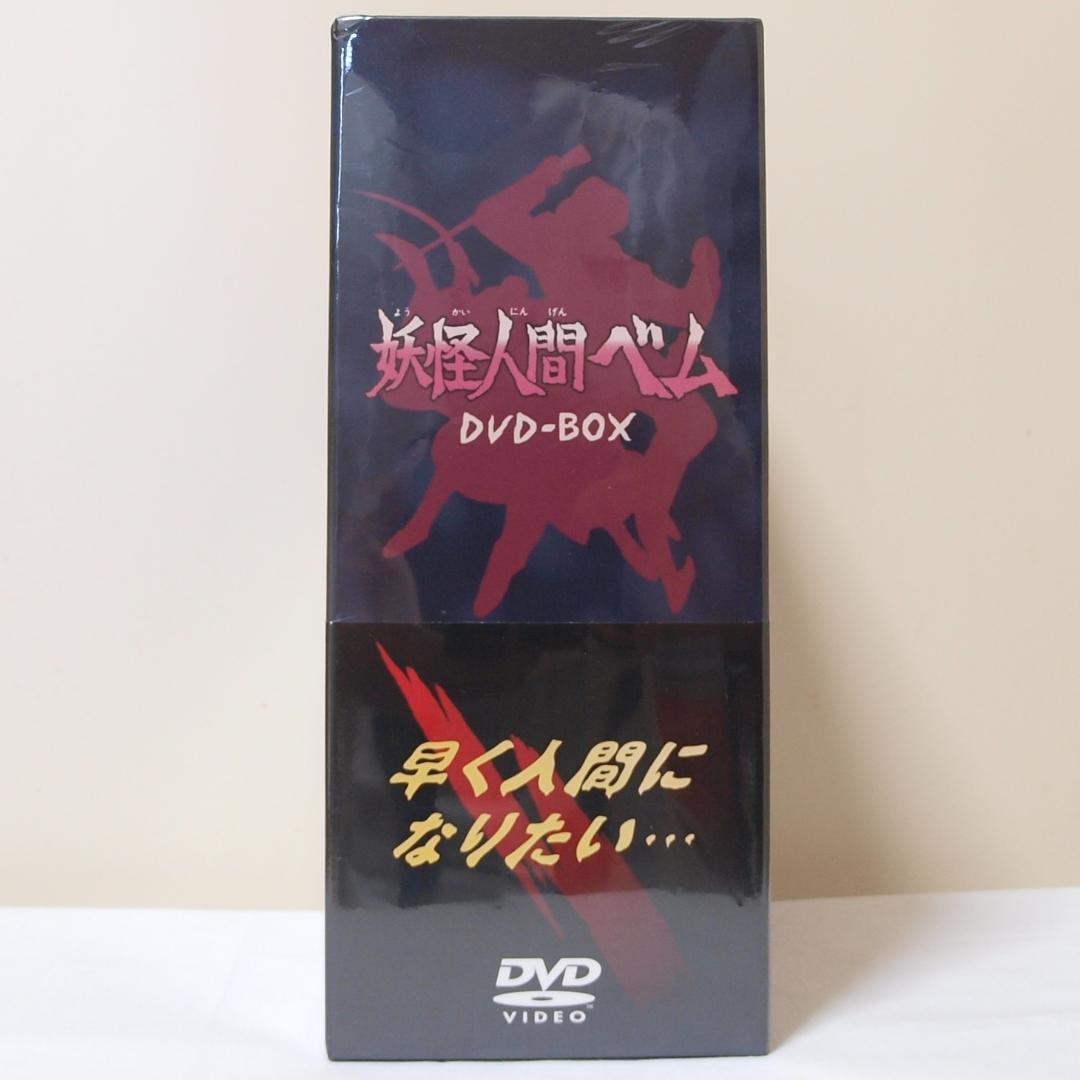 よう かい にん げん
妖怪人間ベム
DVD-BOX
早く人間に
なりたい…
DVD
VIDEO